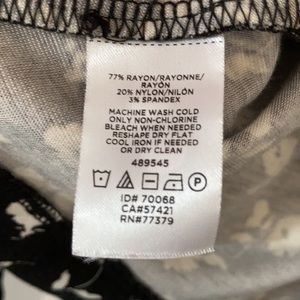 77% RAYON/RAYONNE/
RAYÓN
20% NYLON/NILÓN
3% SPANDEX
MACHINE WASH COLD
ONLY NON-CHLORINE
BLEACH WHEN NEEDED
RESHAPE DRY FLAT
COOL IRON IF NEEDED
OR DRY CLEAN
489545
ID# 70068
CA#57421
RN#77379